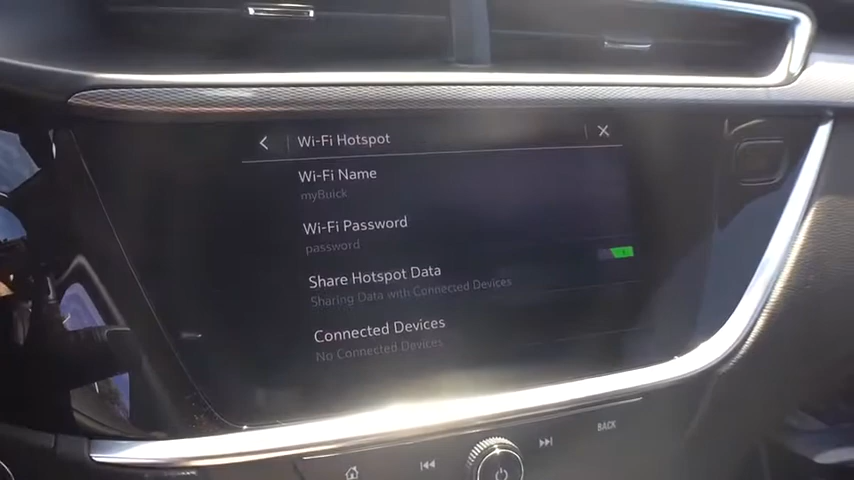 Wi-Fi Hotspot
Wi-Fi Name
myBuick
Wi-Fi Password
password
Share Hotspot Data
Sharing Hotspot Data with Connected Devices
Connected Devices
No Connected Devices
BACK